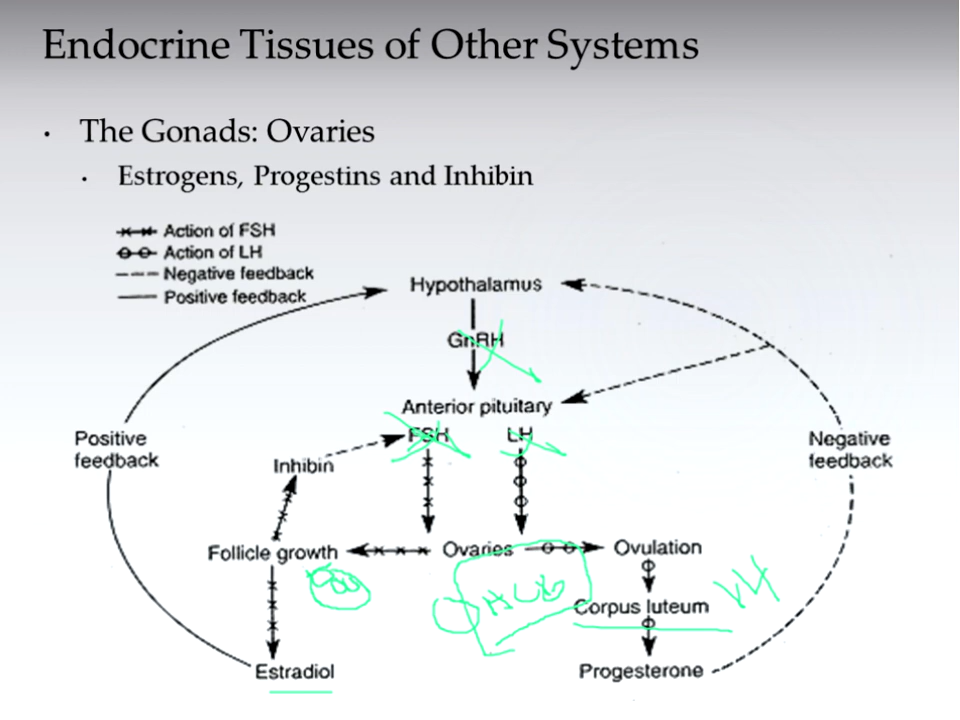 Endocrine Tissues of Other Systems
• The Gonads: Ovaries
• Estrogens, Progestins and Inhibin
Action of FSH
Action of LH
Negative feedback
Positive feedback
Hypothalamus
GnRH
Anterior pituitary
FSH LH
Positive
feedback
Negative
feedback
Inhibin
Follicle growth Ovaries Ovulation
Corpus luteum
Estradiol Progesterone